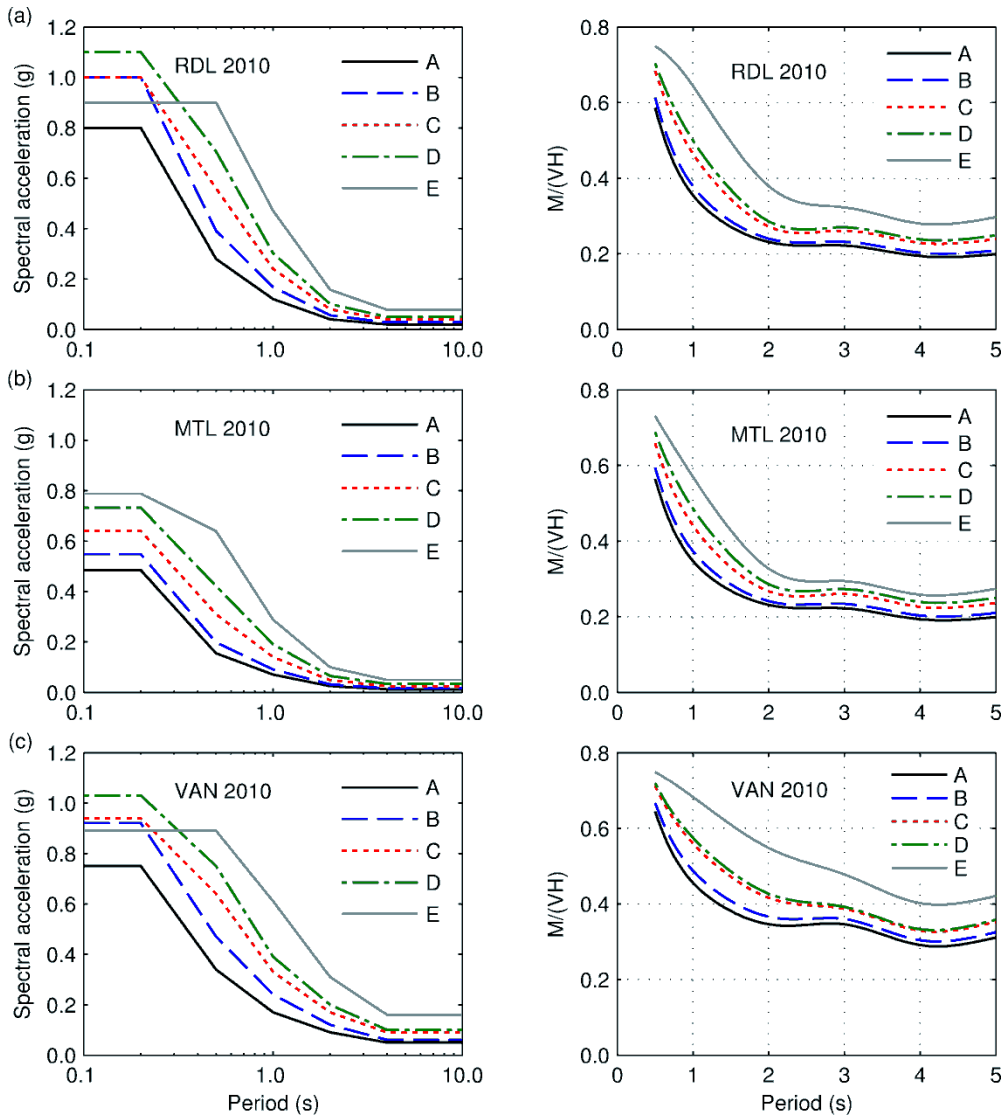 (a)
Spectral accleration (g)
1.2
1.0
0.8
0.6
0.4
0.2
0.0
0.1
1.0
10.0
RDL 2010
A
B
C
D
E
M/(VH)
0.8
0.6
0.4
0.2
0.0
0
1
2
3
4
5
RDL 2010
A
B
C
D
E
(b)
Spectral accleration (g)
1.2
1.0
0.8
0.6
0.4
0.2
0.0
0.1
1.0
10.0
MTL 2010
A
B
C
D
E
M/(VH)
0.8
0.6
0.4
0.2
0.0
0
1
2
3
4
5
MTL 2010
A
B
C
D
E
(c)
Spectral accleration (g)
1.2
1.0
0.8
0.6
0.4
0.2
0.0
0.1
1.0
10.0
Period (s)
VAN 2010
A
B
C
D
E
M/(VH)
0.8
0.6
0.4
0.2
0.0
0
1
2
3
4
5
Period (s)
VAN 2010
A
B
C
D
E